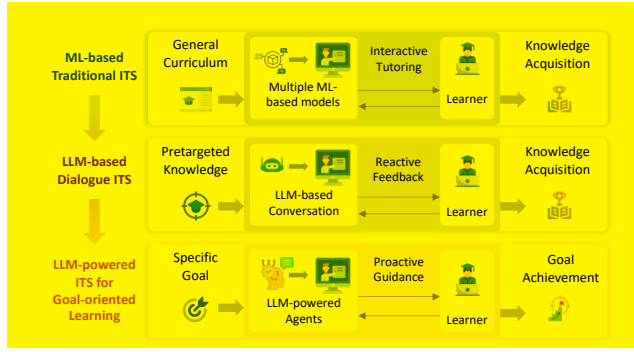 ML-based
Traditional ITS
General
Curriculum
Multiple ML-
based models
Interactive
Tutoring
Learner
Knowledge
Acquisition
LLM-based
Dialogue ITS
Pretargeted
Knowledge
LLM-based
Conversation
Reactive
Feedback
Learner
Knowledge
Acquisition
LLM-powered
ITS for
Goal-oriented
Learning
Specific
Goal
LLM-powered
Agents
Proactive
Guidance
Learner
Goal
Achievement